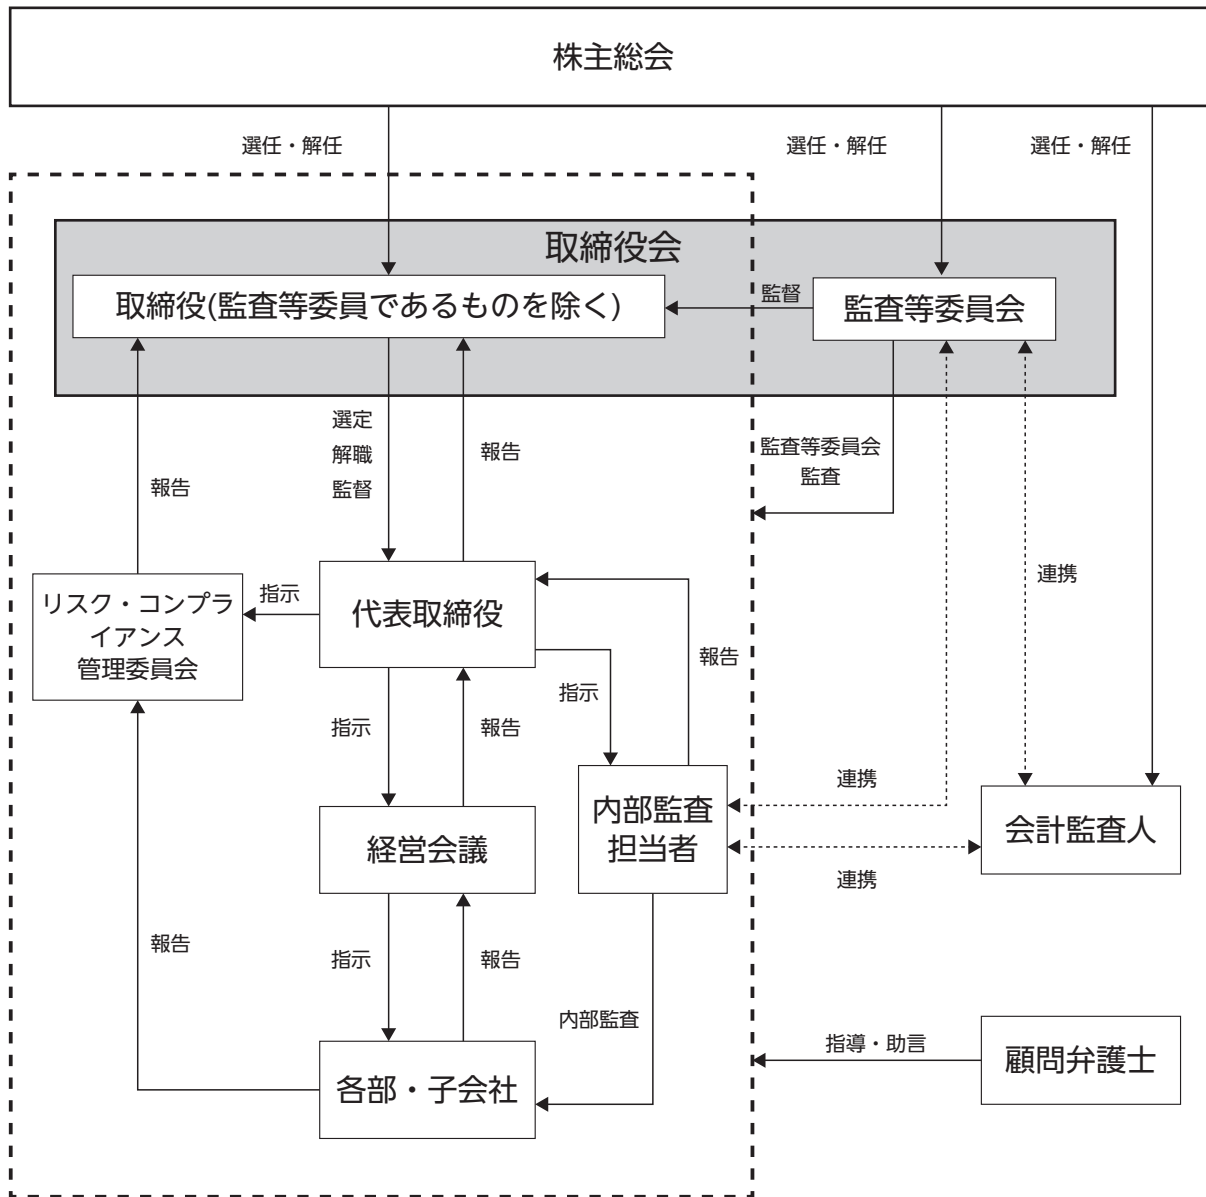 株主総会
選任・解任
選任・解任
選任・解任
取締役会
取締役(監査等委員であるものを除く)
監督
監査等委員会
選定
解職
監督
報告
報告
監査等委員会
監査
連携
リスク・コンプラ
イアンス
管理委員会
指示
代表取締役
報告
指示
指示
報告
連携
内部監査
担当者
経営会議
会計監査人
連携
報告
指示
報告
内部監査
指導・助言
各部・子会社
顧問弁護士